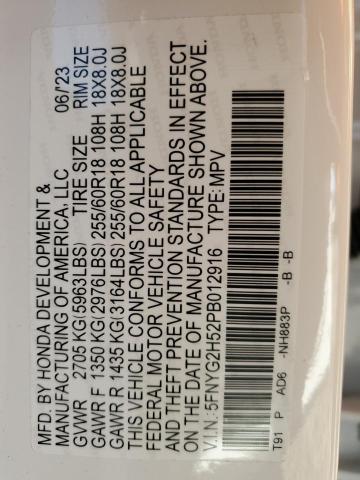 MFD. BY HONDA DEVELOPMENT &
MANUFACTURING OF AMERICA, LLC 06/'23
GVWR 2705 KG(5963LBS) TIRE SIZE RIM SIZE
GAWR F 1350 KG(2976LBS) 255/60R18 108H 18X8.0J
GAWR R 1435 KG(3164LBS) 255/60R18 108H 18X8.0J
THIS VEHICLE CONFORMS TO ALL APPLICABLE
FEDERAL MOTOR VEHICLE SAFETY
AND THEFT PREVENTION STANDARDS IN EFFECT
ON THE DATE OF MANUFACTURE SHOWN ABOVE.
V.I.N.: 5FNYG2H52PB012916 TYPE: MPV
T91 P AD6 -NH883P -B -B